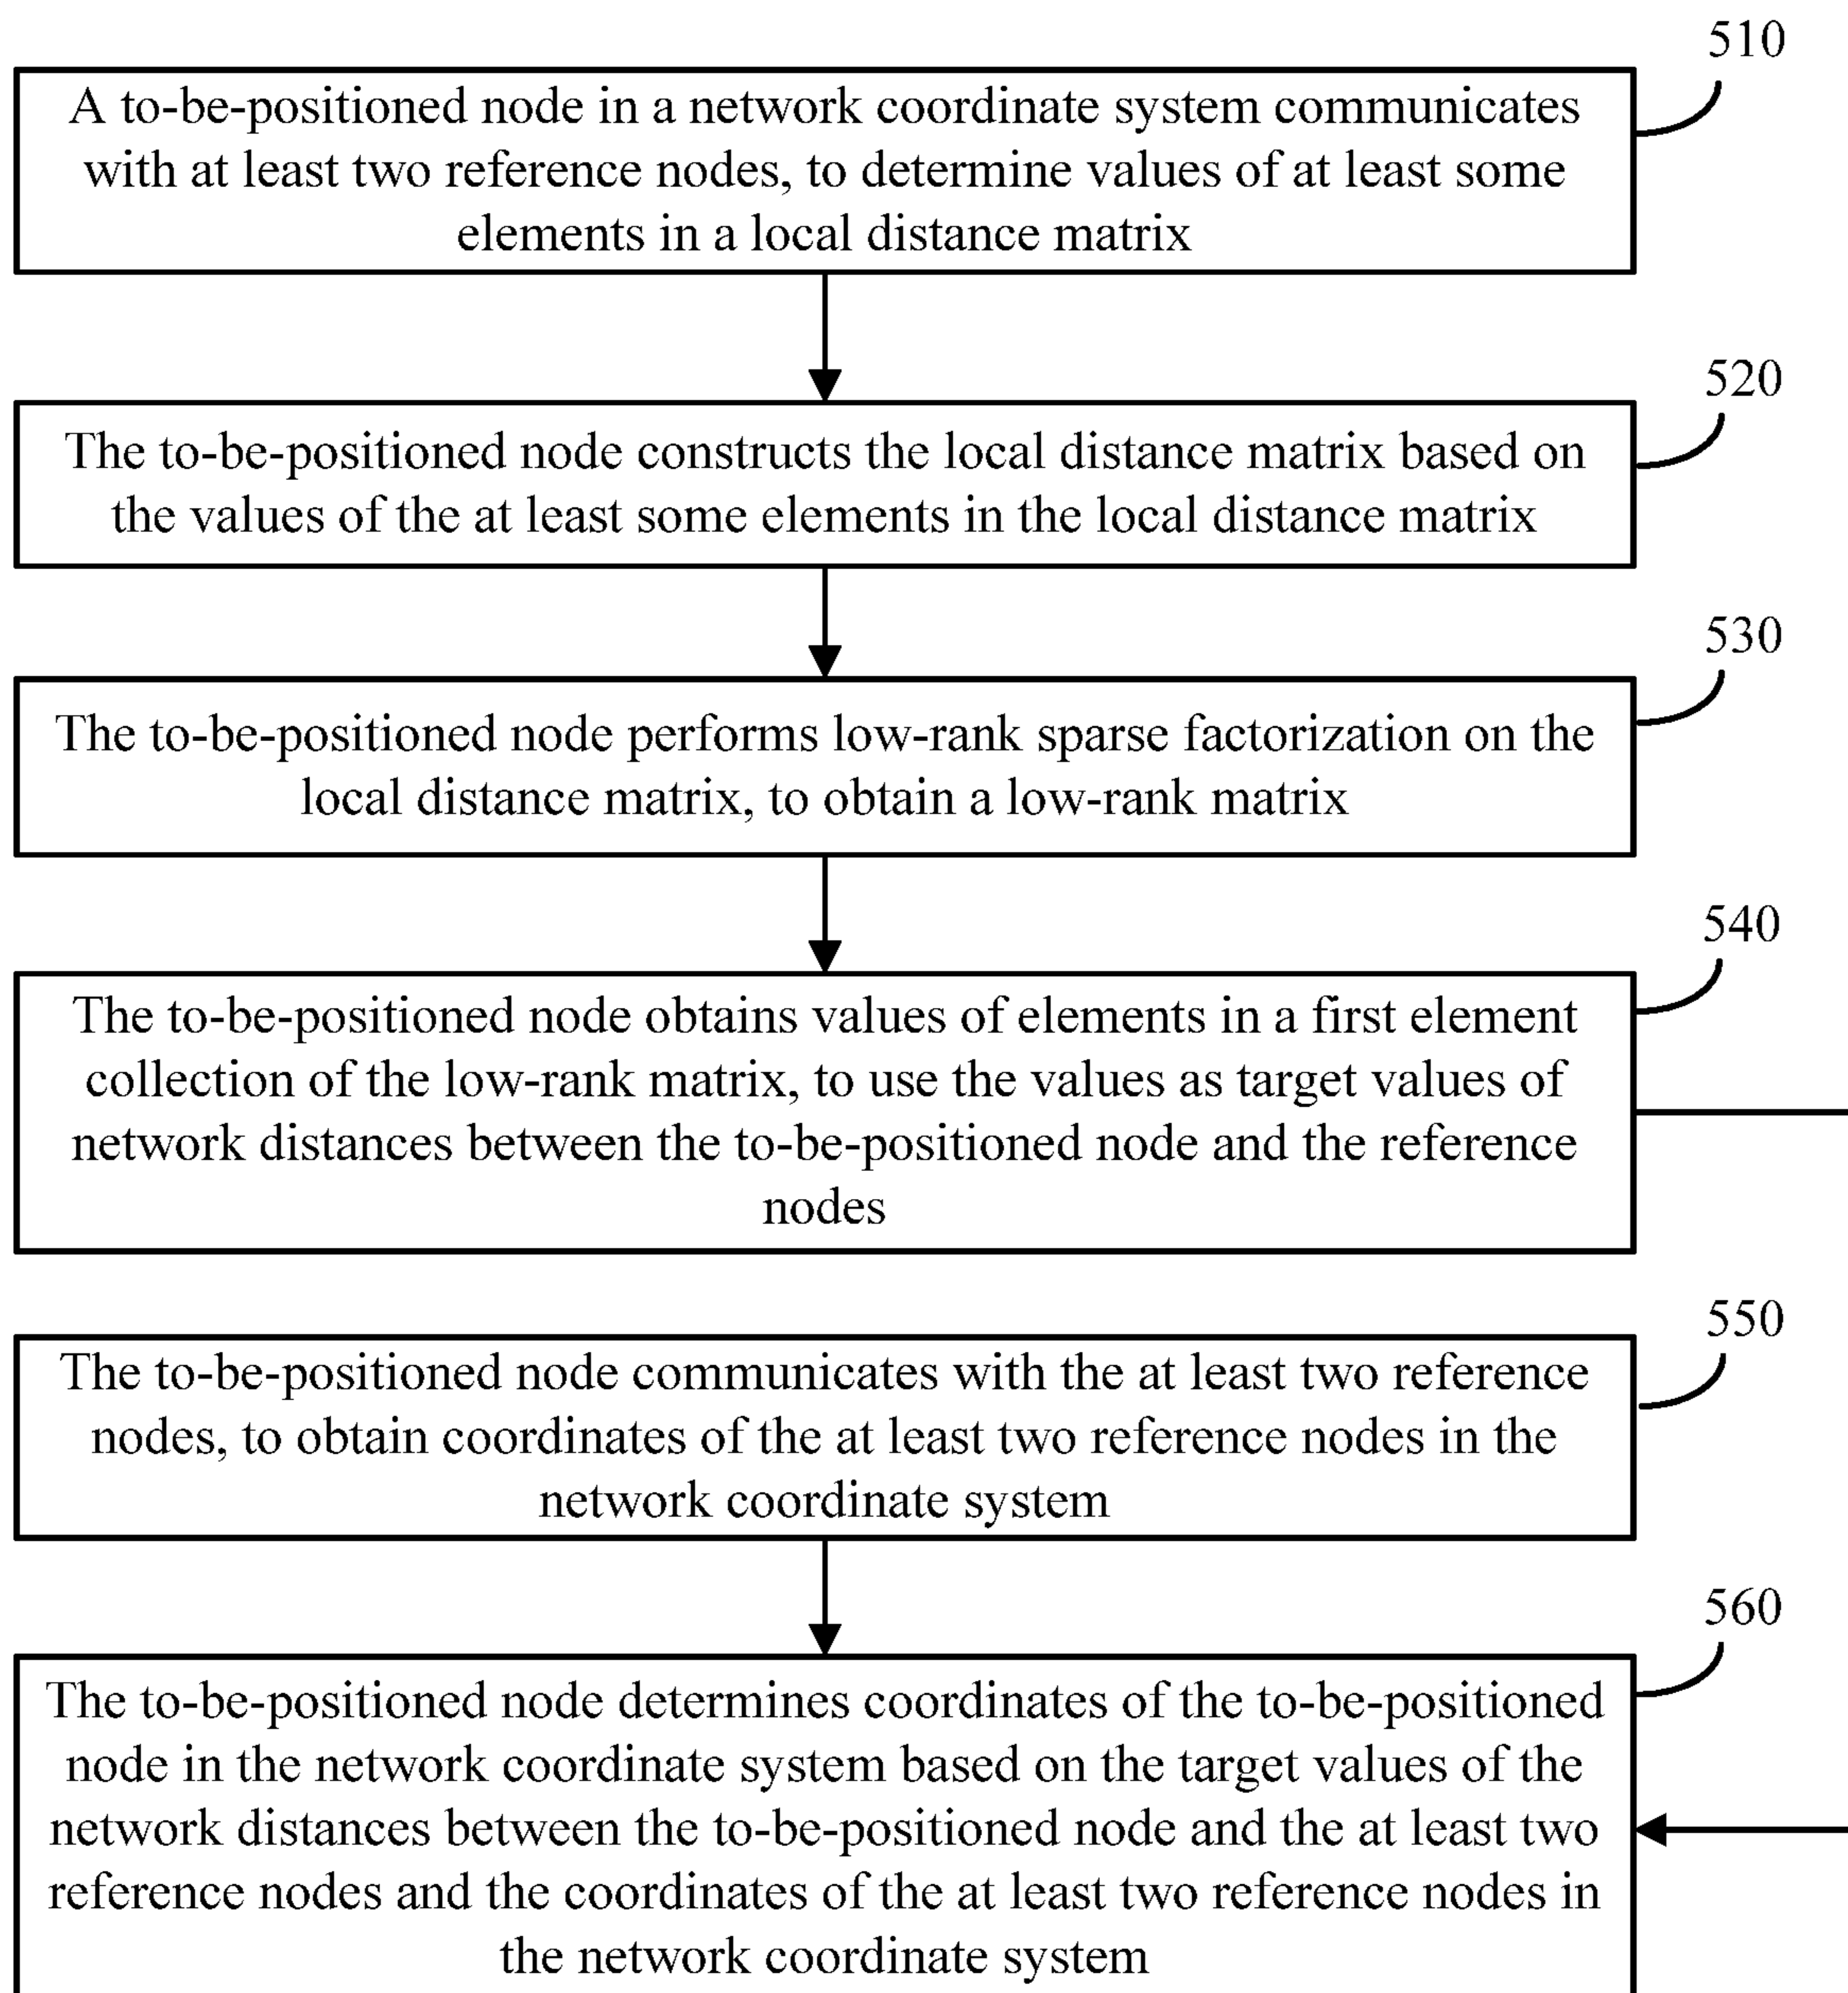 510
A to-be-positioned node in a network coordinate system communicates
with at least two reference nodes, to determine values of at least some
elements in a local distance matrix
520
The to-be-positioned node constructs the local distance matrix based on
the values of the at least some elements in the local distance matrix
530
The to-be-positioned node performs low-rank sparse factorization on the
local distance matrix, to obtain a low-rank matrix
540
The to-be-positioned node obtains values of elements in a first element
collection of the low-rank matrix, to use the values as target values of
network distances between the to-be-positioned node and the reference
nodes
550
The to-be-positioned node communicates with the at least two reference
nodes, to obtain coordinates of the at least two reference nodes in the
network coordinate system
560
The to-be-positioned node determines coordinates of the to-be-positioned
node in the network coordinate system based on the target values of the
network distances between the to-be-positioned node and the at least two
reference nodes and the coordinates of the at least two reference nodes in
the network coordinate system